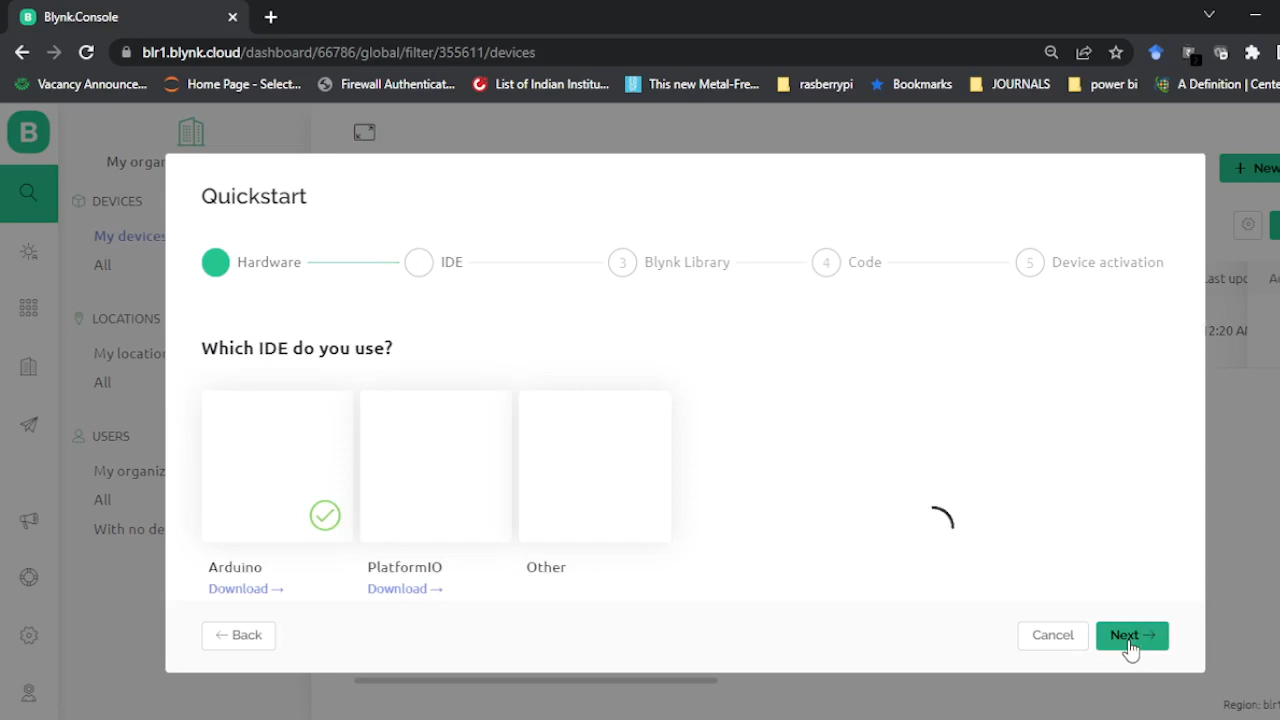 B
Blynk.Console
blr1.blynk.cloud/dashboard/66786/global/filter/355611/devices
Vacancy Announce...
Home Page - Select...
Firewall Authenticat...
List of Indian Institu...
This new Metal-Fre...
rasberrypi
Bookmarks
JOURNALS
power bi
A Definition | Cente
B
My orga
DEVICES
My devices
All
LOCATIONS
My location
All
USERS
My organiz
All
With no de
+ New
Last upd
A
12:20 A
Quickstart
Hardware
IDE
3 Blynk Library
4 Code
5 Device activation
Which IDE do you use?
Arduino
Download →
PlatformIO
Download →
Other
← Back
Cancel
Next →
Region: blr1